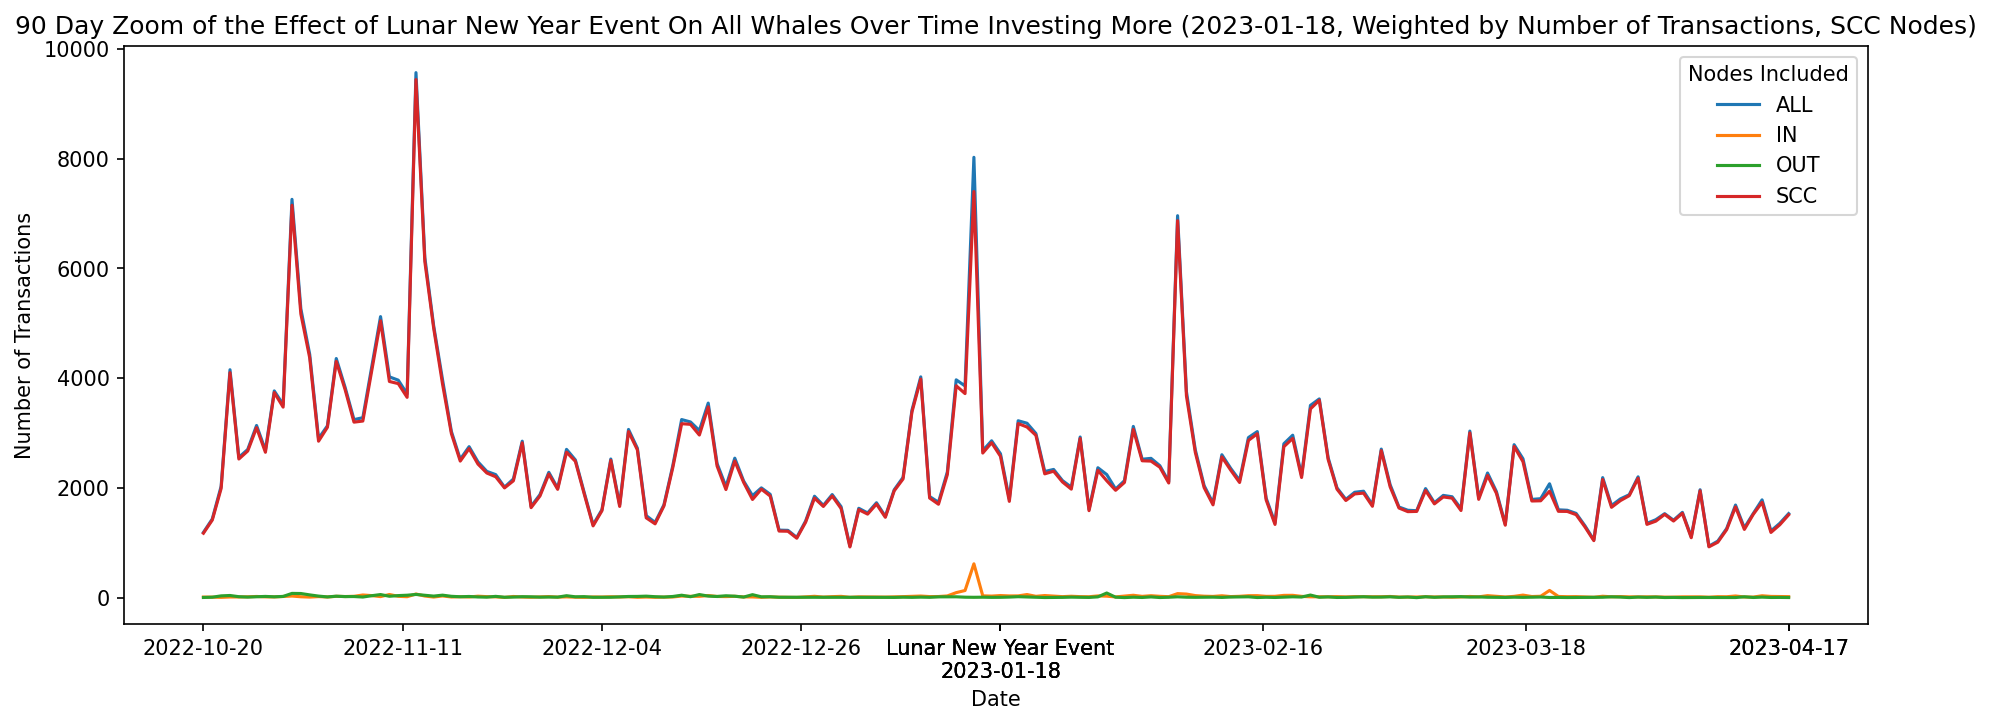 90 Day Zoom of the Effect of Lunar New Year Event On All Whales Over Time Investing More (2023-01-18, Weighted by Number of Transactions, SCC Nodes)
10000
8000
6000
4000
2000
0
Number of Transactions
Nodes Included
ALL
IN
OUT
SCC
2022-10-20
2022-11-11
2022-12-04
2022-12-26
Lunar New Year Event
2023-01-18
2023-02-16
2023-03-18
2023-04-17
Date